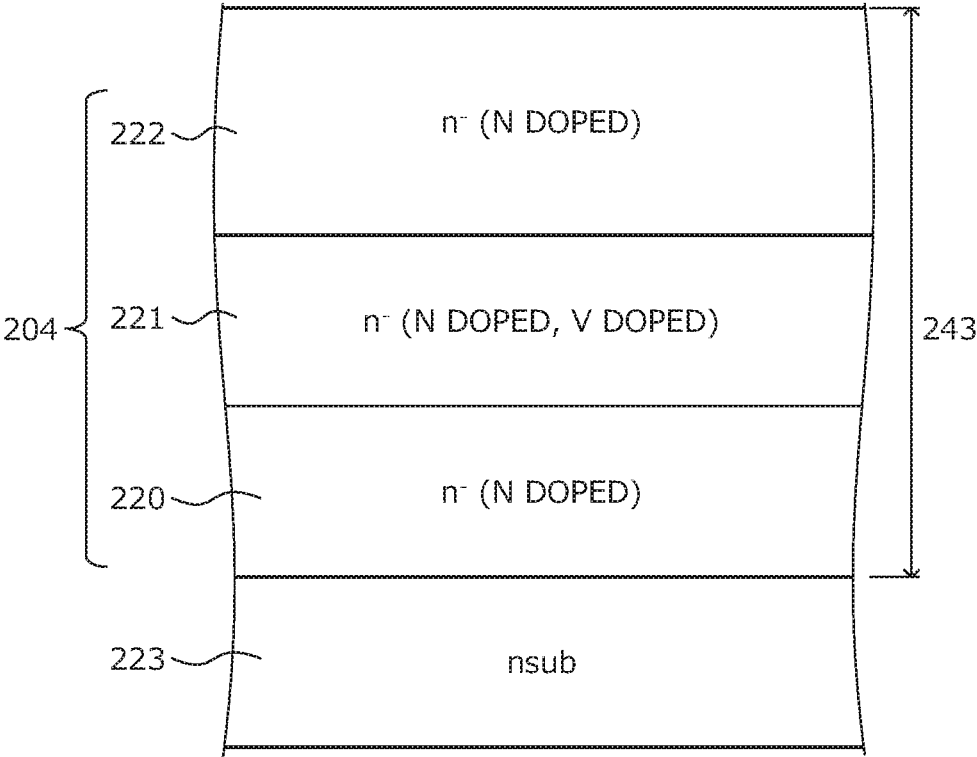 222
n⁻ (N DOPED)
204
221
n⁻ (N DOPED, V DOPED)
243
220
n⁻ (N DOPED)
223
nsub